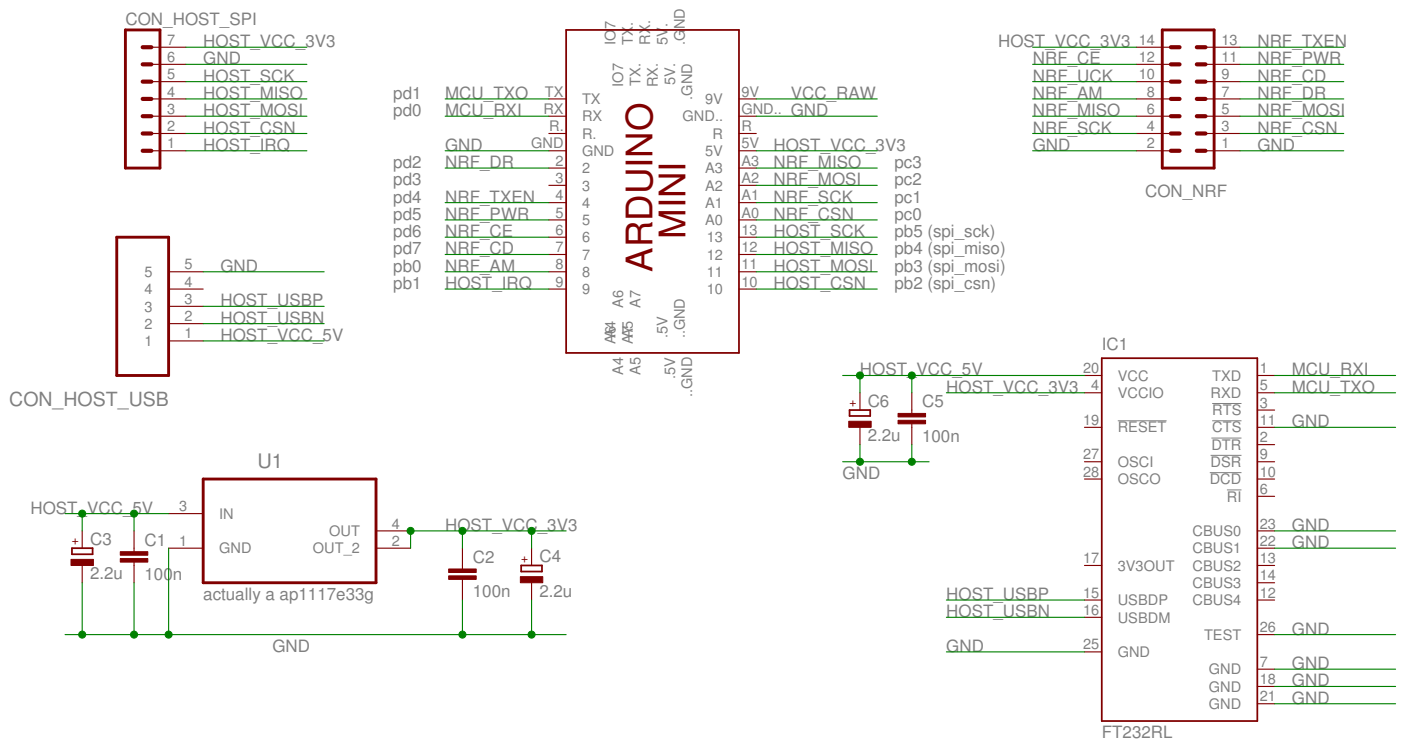 CON_HOST_SPI
7 HOST_VCC_3V3
6 GND
5 HOST_SCK
4 HOST_MISO
3 HOST_MOSI
2 HOST_CSN
1 HOST_IRQ
5 5 GND
4 4
3 3 HOST_USBP
2 2 HOST_USBN
1 1 HOST_VCC_5V
CON_HOST_USB
IO7 TX. RX. 5V. .GND
IO7 TX. RX. 5V. .GND
pd1 MCU_TXO TX TX
pd0 MCU_RXI RX RX
R. R.
GND GND GND
pd2 NRF_DR 2 2
pd3 3 3
pd4 NRF_TXEN 4 4
pd5 NRF_PWR 5 5
pd6 NRF_CE 6 6
pd7 NRF_CD 7 7
pb0 NRF_AM 8 8
pb1 HOST_IRQ 9 9
ARDUINO
MINI
9V 9V VCC_RAW
GND.. GND.. GND
R R
5V 5V HOST_VCC_3V3
A3 A3 NRF_MISO pc3
A2 A2 NRF_MOSI pc2
A1 A1 NRF_SCK pc1
A0 A0 NRF_CSN pc0
13 13 HOST_SCK pb5 (spi_sck)
12 12 HOST_MISO pb4 (spi_miso)
11 11 HOST_MOSI pb3 (spi_mosi)
10 10 HOST_CSN pb2 (spi_csn)
A6 A7
.5V ..GND
A4 A5 .5V ..GND
HOST_VCC_3V3 14 13 NRF_TXEN
NRF_CE 12 11 NRF_PWR
NRF_UCK 10 9 NRF_CD
NRF_AM 8 7 NRF_DR
NRF_MISO 6 5 NRF_MOSI
NRF_SCK 4 3 NRF_CSN
GND 2 1 GND
CON_NRF
U1
HOST_VCC_5V 3 IN
1 GND
OUT 4 HOST_VCC_3V3
OUT_2 2
+ C3 2.2u
C1 100n
actually a ap1117e33g
C2 100n
+ C4 2.2u
GND
HOST_VCC_5V
HOST_VCC_3V3
+ C6 2.2u
C5 100n
GND
IC1
20 VCC
4 VCCIO
19 RESET
27 OSCI
28 OSCO
17 3V3OUT
HOST_USBP 15 USBDP
HOST_USBN 16 USBDM
GND 25 GND
TXD 1 MCU_RXI
RXD 5 MCU_TXO
RTS 3
CTS 11 GND
DTR 2
DSR 9
DCD 10
RI 6
CBUS0 23 GND
CBUS1 22 GND
CBUS2 13
CBUS3 14
CBUS4 12
TEST 26 GND
GND 7 GND
GND 18 GND
GND 21 GND
FT232RL